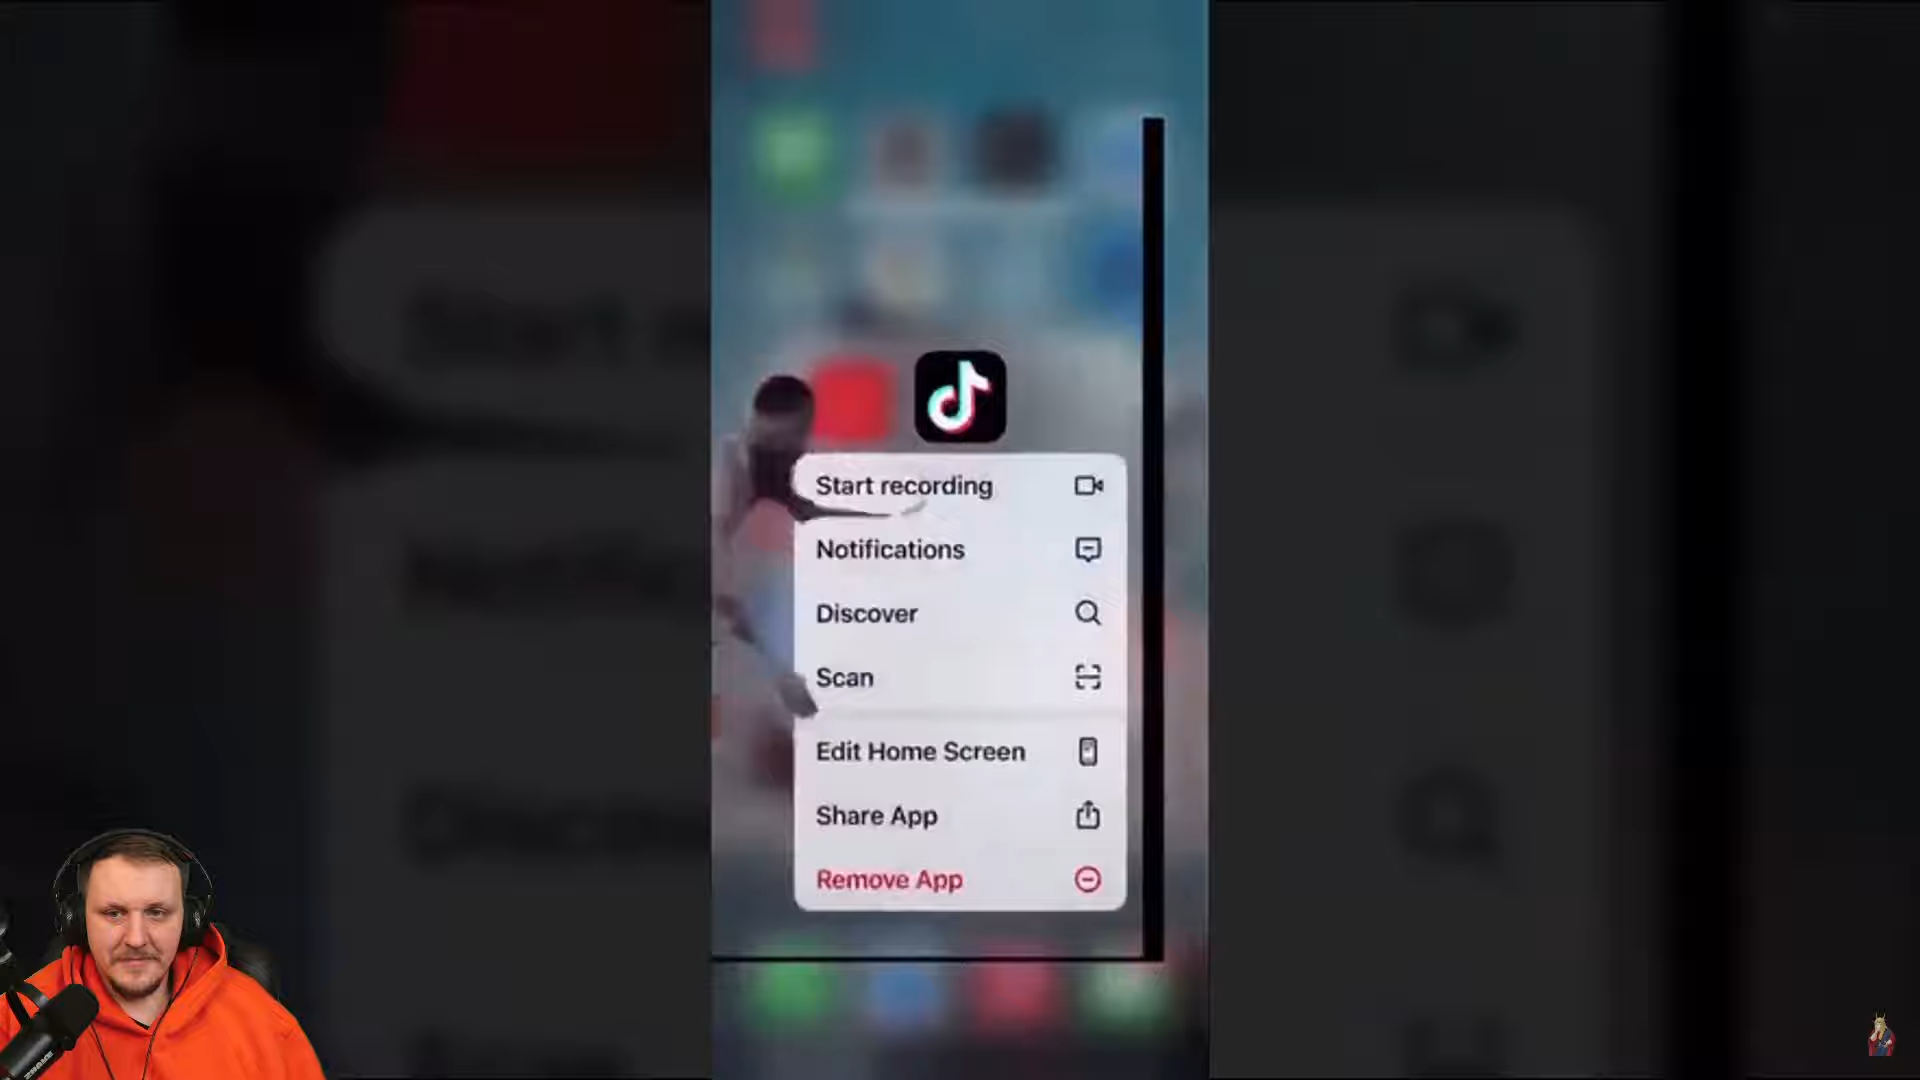 Start recording
Notifications
Discover
Scan
Edit Home Screen
Share App
Remove App